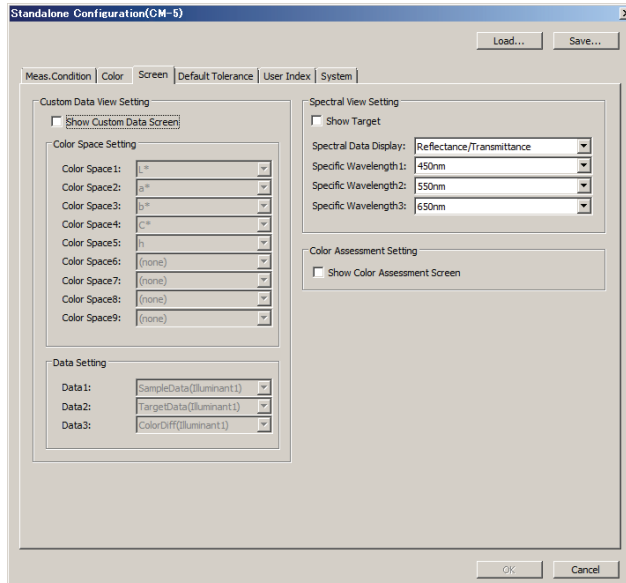 Standalone Configuration(CM-5)
Load...
Save...
Meas.Condition
Color
Screen
Default Tolerance
User Index
System
Custom Data View Setting
Show Custom Data Screen
Color Space Setting
Color Space1: L*
Color Space2: a*
Color Space3: b*
Color Space4: C*
Color Space5: h
Color Space6: (none)
Color Space7: (none)
Color Space8: (none)
Color Space9: (none)
Data Setting
Data1: SampleData(Illuminant1)
Data2: TargetData(Illuminant1)
Data3: ColorDiff(Illuminant1)
Spectral View Setting
Show Target
Spectral Data Display: Reflectance/Transmittance
Specific Wavelength1: 450nm
Specific Wavelength2: 550nm
Specific Wavelength3: 650nm
Color Assessment Setting
Show Color Assessment Screen
OK
Cancel